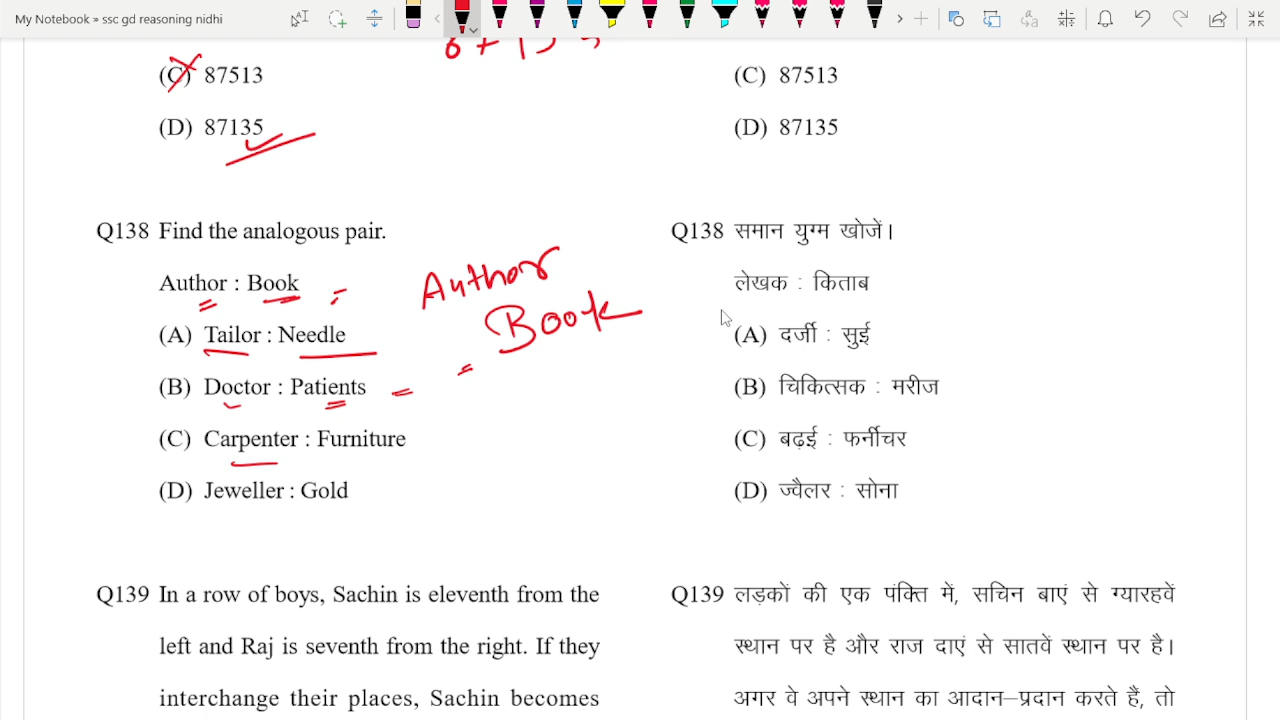 My Notebook » ssc gd reasoning nidhi
(C) 87513
(D) 87135
Q138 Find the analogous pair.
Author : Book
(A) Tailor : Needle
(B) Doctor : Patients
(C) Carpenter : Furniture
(D) Jeweller : Gold
Author
Book
Q139 In a row of boys, Sachin is eleventh from the
left and Raj is seventh from the right. If they
interchange their places, Sachin becomes
(C) 87513
(D) 87135
Q138 समान युग्म खोजें।
लेखक : किताब
(A) दर्जी : सुई
(B) चिकित्सक : मरीज
(C) बढ़ई : फर्नीचर
(D) ज्वैलर : सोना
Q139 लड़कों की एक पंक्ति में, सचिन बाएं से ग्यारहवें
स्थान पर है और राज दाएं से सातवें स्थान पर है।
अगर वे अपने स्थान का आदान–प्रदान करते हैं, तो